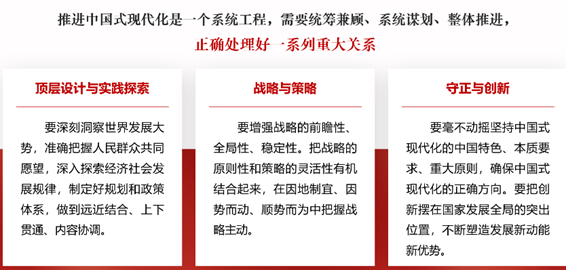 推进中国式现代化是一个系统工程，需要统筹兼顾、系统谋划、整体推进，
正确处理好一系列重大关系
顶层设计与实践探索
要深刻洞察世界发展大
势，准确把握人民群众共同
愿望，深入探索经济社会发
展规律，制定好规划和政策
体系，做到远近结合、上下
贯通、内容协调。
战略与策略
要增强战略的前瞻性、
全局性、稳定性。把战略的
原则性和策略的灵活性有机
结合起来，在因地制宜、因
势而动、顺势而为中把握战
略主动。
守正与创新
要毫不动摇坚持中国式
现代化的中国特色、本质要
求、重大原则，确保中国式
现代化的正确方向。要把创
新摆在国家发展全局的突出
位置，不断塑造发展新动能
新优势。